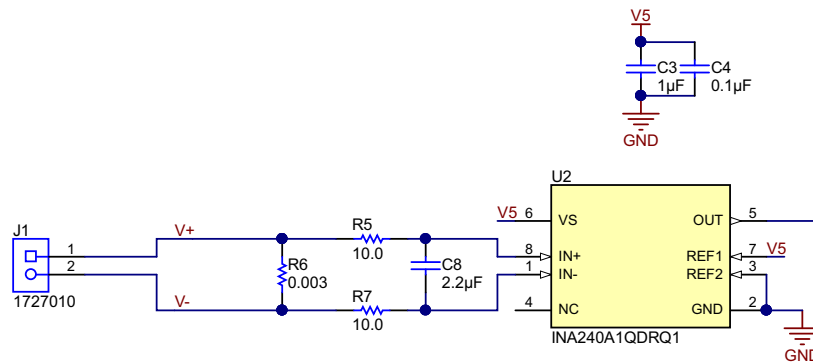 V5
C3
1µF
C4
0.1µF
GND
U2
V5 6 VS
OUT 5
J1
1
2
1727010
V+
V-
R6
0.003
R5
10.0
R7
10.0
C8
2.2µF
8 IN+
1 IN-
4 NC
REF1 7 V5
REF2 3
GND 2
INA240A1QDRQ1
GND